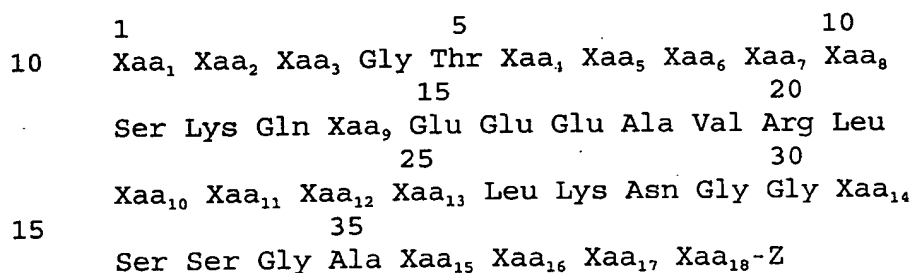 1 5 10
10 Xaa₁ Xaa₂ Xaa₃ Gly Thr Xaa₄ Xaa₅ Xaa₆ Xaa₇ Xaa₈
15 20
Ser Lys Gln Xaa₉ Glu Glu Glu Ala Val Arg Leu
25 30
Xaa₁₀ Xaa₁₁ Xaa₁₂ Xaa₁₃ Leu Lys Asn Gly Gly Xaa₁₄
15 35
Ser Ser Gly Ala Xaa₁₅ Xaa₁₆ Xaa₁₇ Xaa₁₈-Z